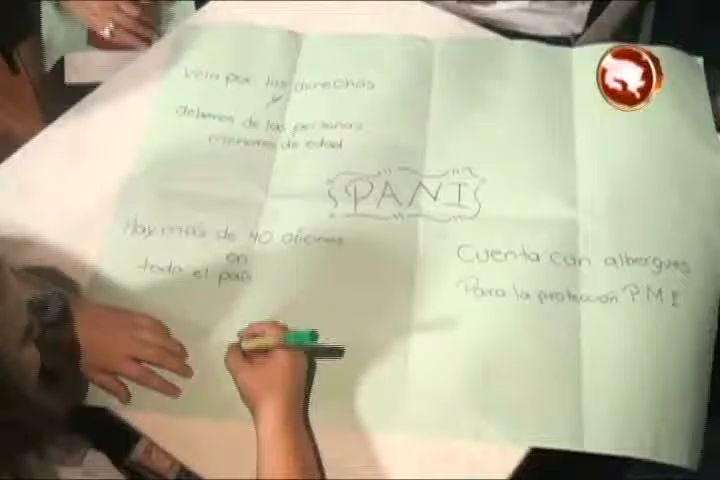 Vela por los derechos
y
deberes de las personas
menores de edad
PANI
Hay más de 40 oficinas
en
todo el país
Cuenta con albergues
Para la protección PME